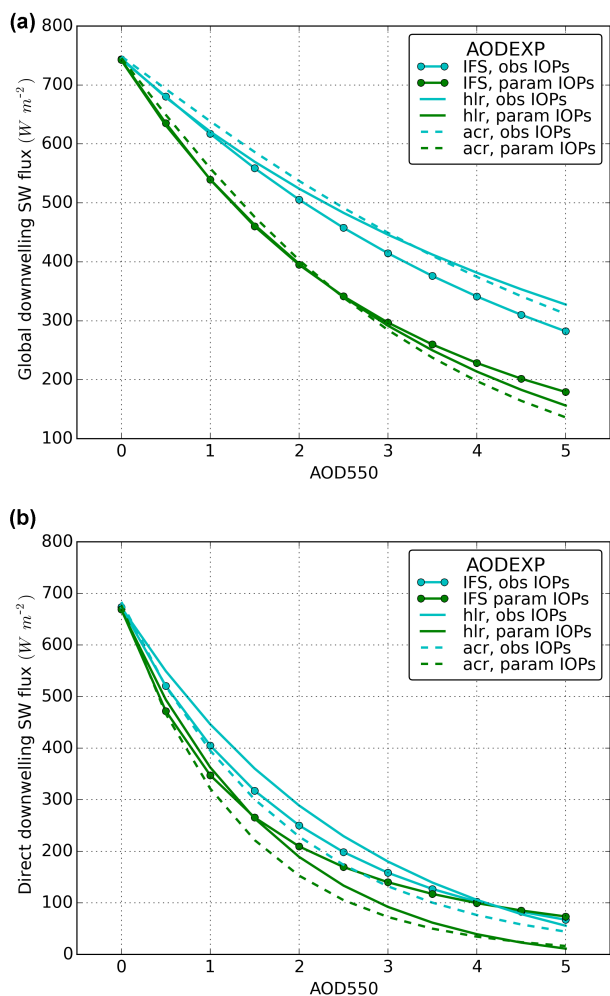 (a)
800
700
600
500
400
300
200
100
Global downwelling SW flux (W m⁻²)
AODEXP
IFS, obs IOPs
IFS, param IOPs
hlr, obs IOPs
hlr, param IOPs
acr, obs IOPs
acr, param IOPs
0 1 2 3 4 5
AOD550
(b)
800
700
600
500
400
300
200
100
0
Direct downwelling SW flux (W m⁻²)
AODEXP
IFS, obs IOPs
IFS param IOPs
hlr, obs IOPs
hlr, param IOPs
acr, obs IOPs
acr, param IOPs
0 1 2 3 4 5
AOD550